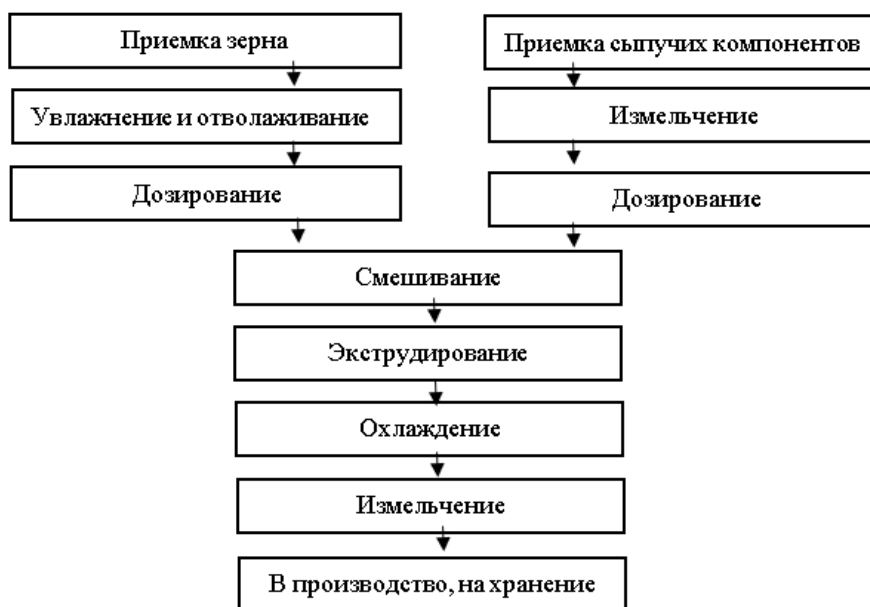 Приемка зерна
Приемка сыпучих компонентов
Увлажнение и отволаживание
Измельчение
Дозирование
Дозирование
Смешивание
Экструдирование
Охлаждение
Измельчение
В производство, на хранение